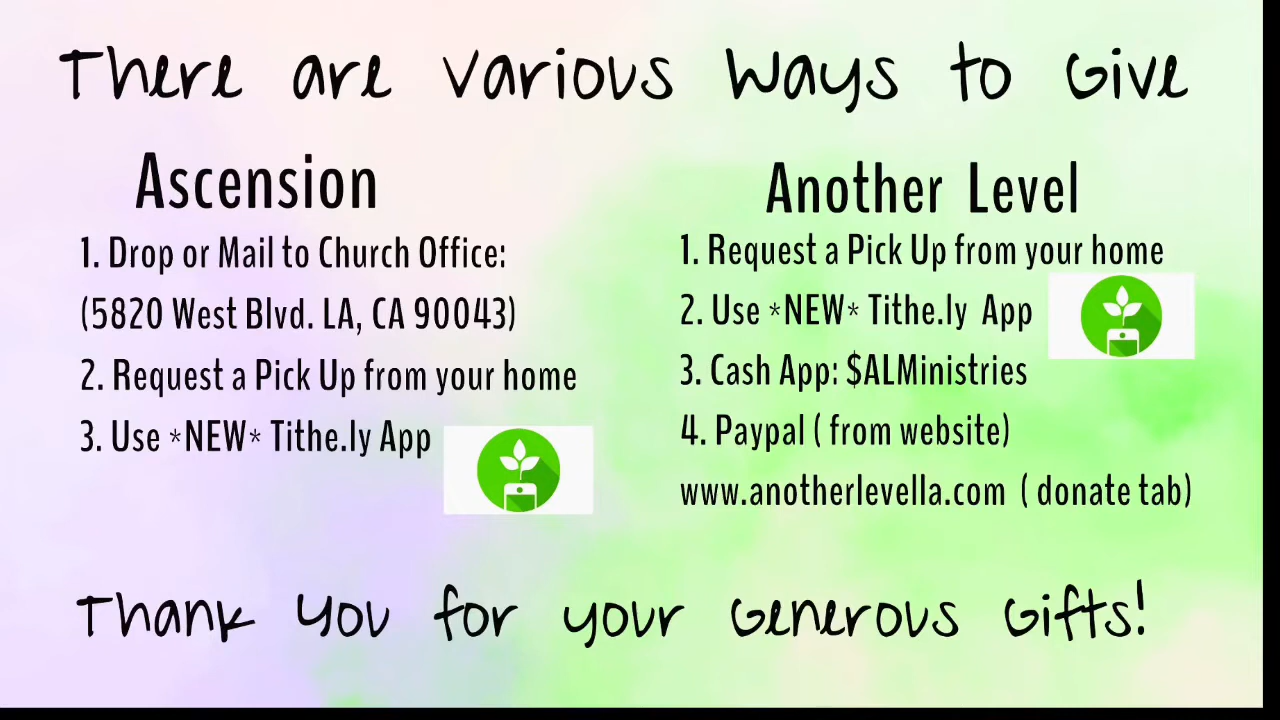 There are Various Ways to Give
Ascension
1. Drop or Mail to Church Office:
(5820 West Blvd. LA, CA 90043)
2. Request a Pick Up from your home
3. Use *NEW* Tithe.ly App
Another Level
1. Request a Pick Up from your home
2. Use *NEW* Tithe.ly App
3. Cash App: $ALMinistries
4. Paypal ( from website)
www.anotherlevella.com ( donate tab)
Thank You for your Generous Gifts!